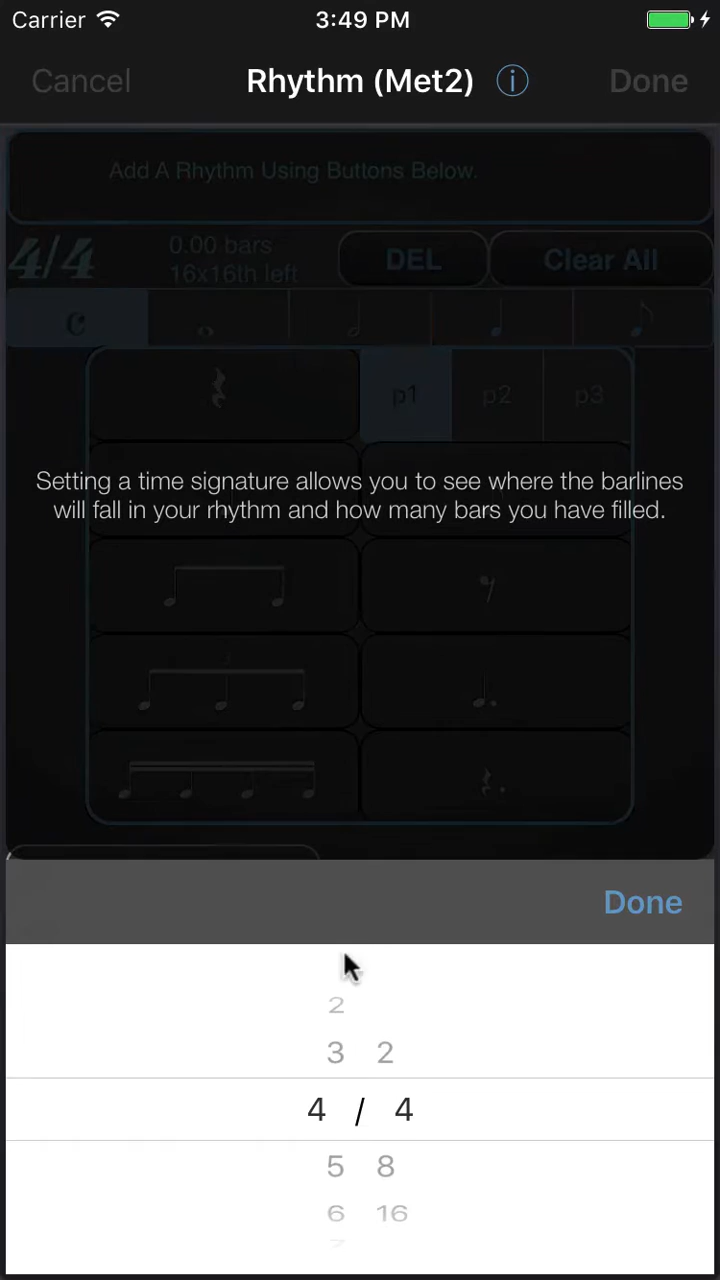 Carrier 3:49 PM
Cancel Rhythm (Met2) i Done
Add A Rhythm Using Buttons Below.
4/4 0.00 bars DEL Clear All
16x16th left
p1 p2 p3
Setting a time signature allows you to see where the barlines
will fall in your rhythm and how many bars you have filled.
3
Done
2
3 2
4 / 4
5 8
6 16
7